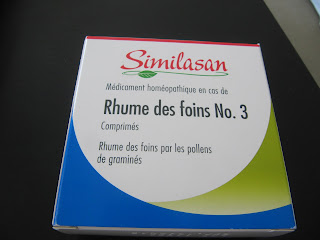 Similasan
Médicament homéopathique en cas de
Rhume des foins No. 3
Comprimés
Rhume des foins par les pollens
de graminés